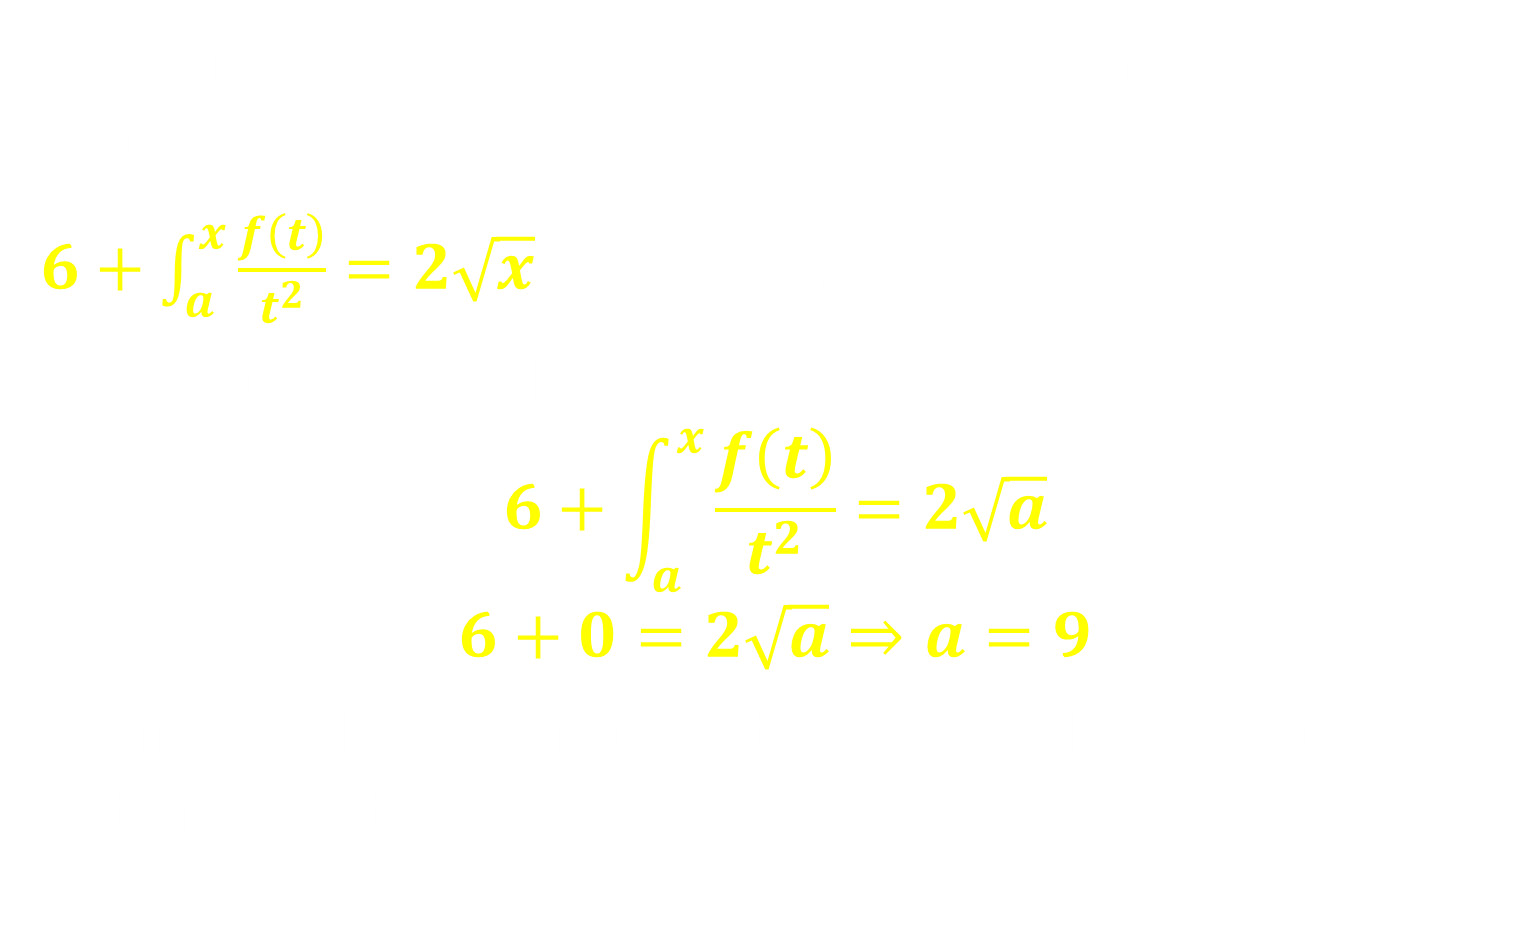 6 + ∫ₐˣ f(t)/t² = 2√x
6 + ∫ₐˣ f(t)/t² = 2√a
6 + 0 = 2√a ⇒ a = 9